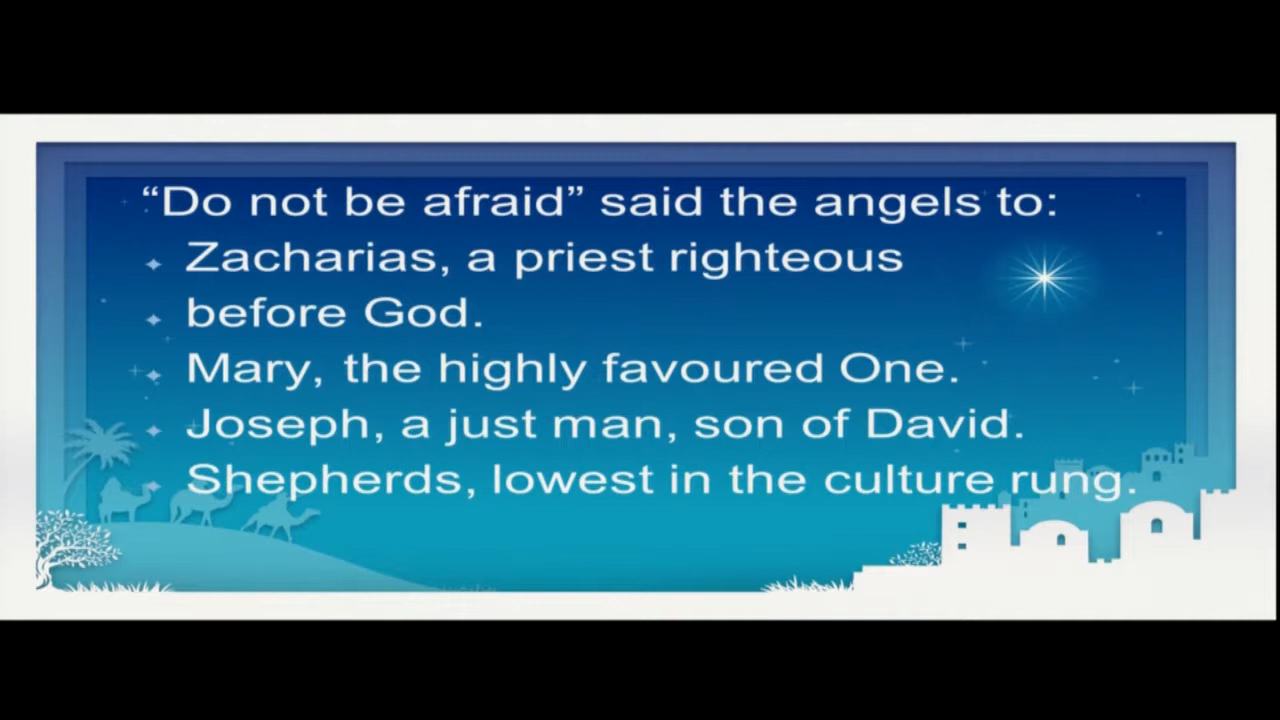 “Do not be afraid” said the angels to:
Zacharias, a priest righteous
before God.
Mary, the highly favoured One.
Joseph, a just man, son of David.
Shepherds, lowest in the culture rung.